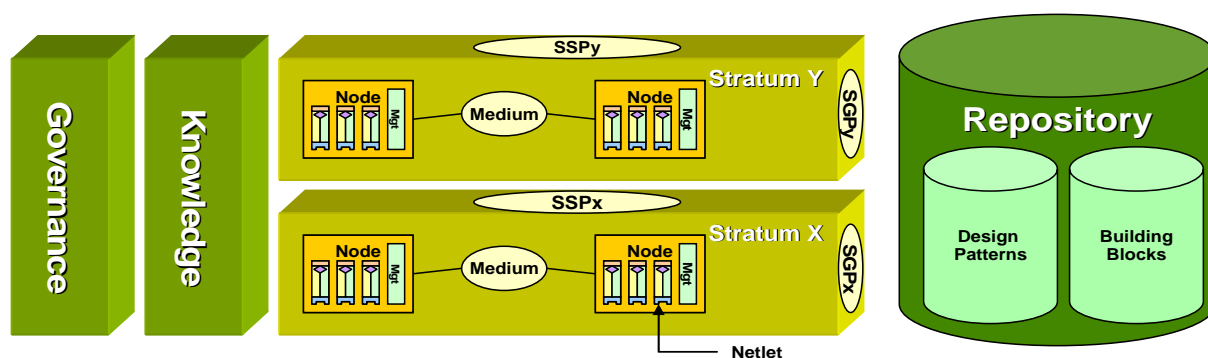 Governance
Knowledge
SSPy
Stratum Y
Node
Mgt
Medium
Node
Mgt
SGPy
SSPx
Stratum X
Node
Mgt
Medium
Node
Mgt
SGPx
Netlet
Repository
Design
Patterns
Building
Blocks